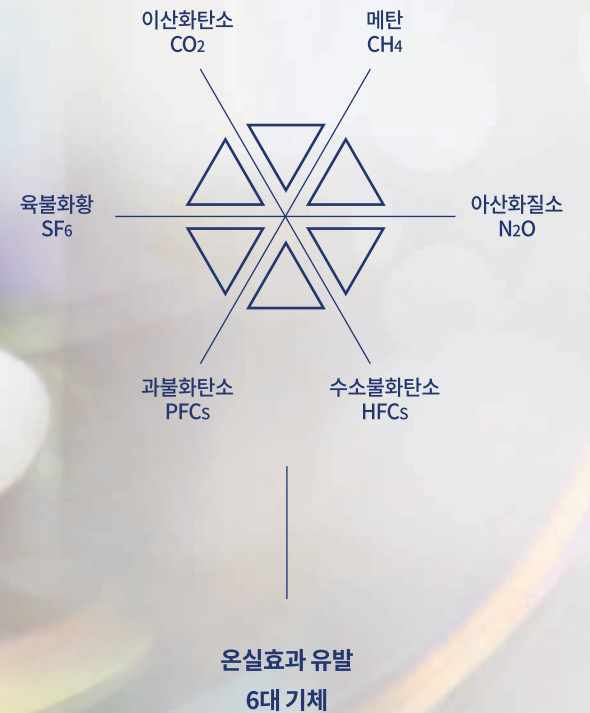 이산화탄소
CO2
메탄
CH4
육불화황
SF6
아산화질소
N2O
과불화탄소
PFCs
수소불화탄소
HFCs
온실효과 유발
6대 기체